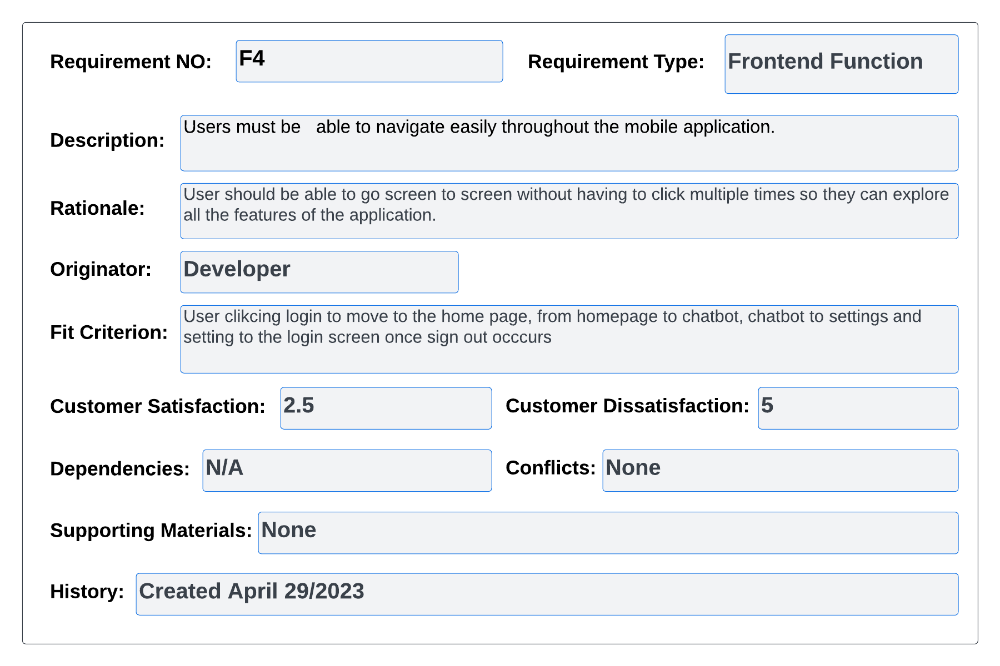 Requirement NO: F4 Requirement Type: Frontend Function
Description: Users must be   able to navigate easily throughout the mobile application.
Rationale: User should be able to go screen to screen without having to click multiple times so they can explore
all the features of the application.
Originator: Developer
Fit Criterion: User clikcing login to move to the home page, from homepage to chatbot, chatbot to settings and
setting to the login screen once sign out occcurs
Customer Satisfaction: 2.5 Customer Dissatisfaction: 5
Dependencies: N/A Conflicts: None
Supporting Materials: None
History: Created April 29/2023